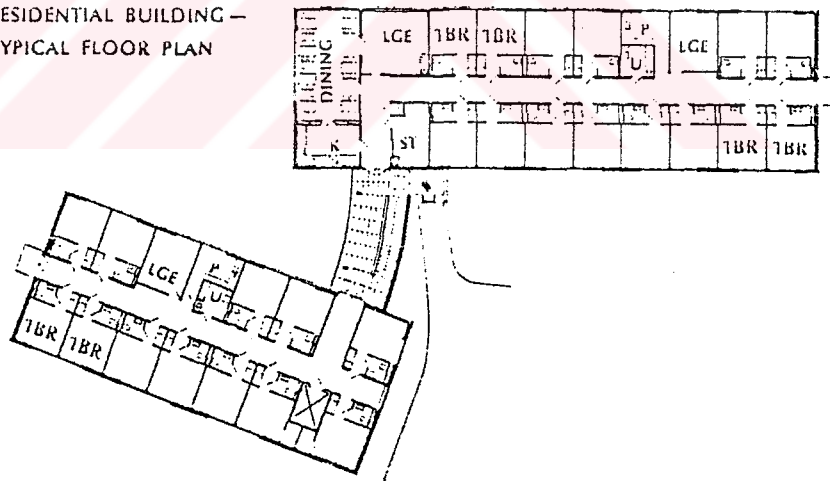 ESIDENTIAL BUILDING —
YPICAL FLOOR PLAN
DINING
LGE
1BR
1BR
P
U
LGE
K
ST
1BR
1BR
LGE
P
U
1BR
1BR